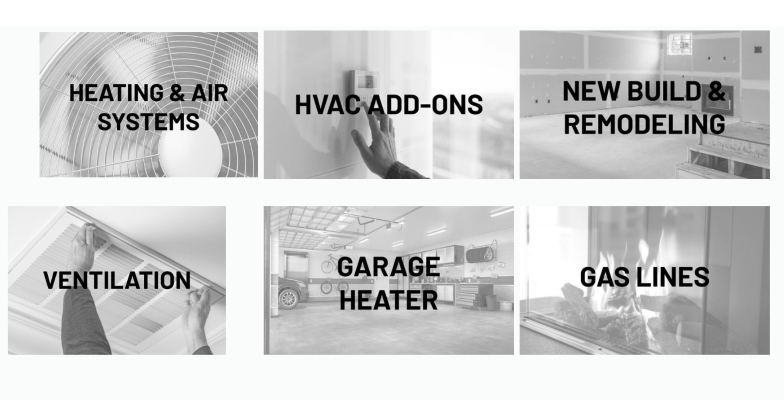 HEATING & AIR
SYSTEMS
HVAC ADD-ONS
NEW BUILD &
REMODELING
VENTILATION
GARAGE
HEATER
GAS LINES